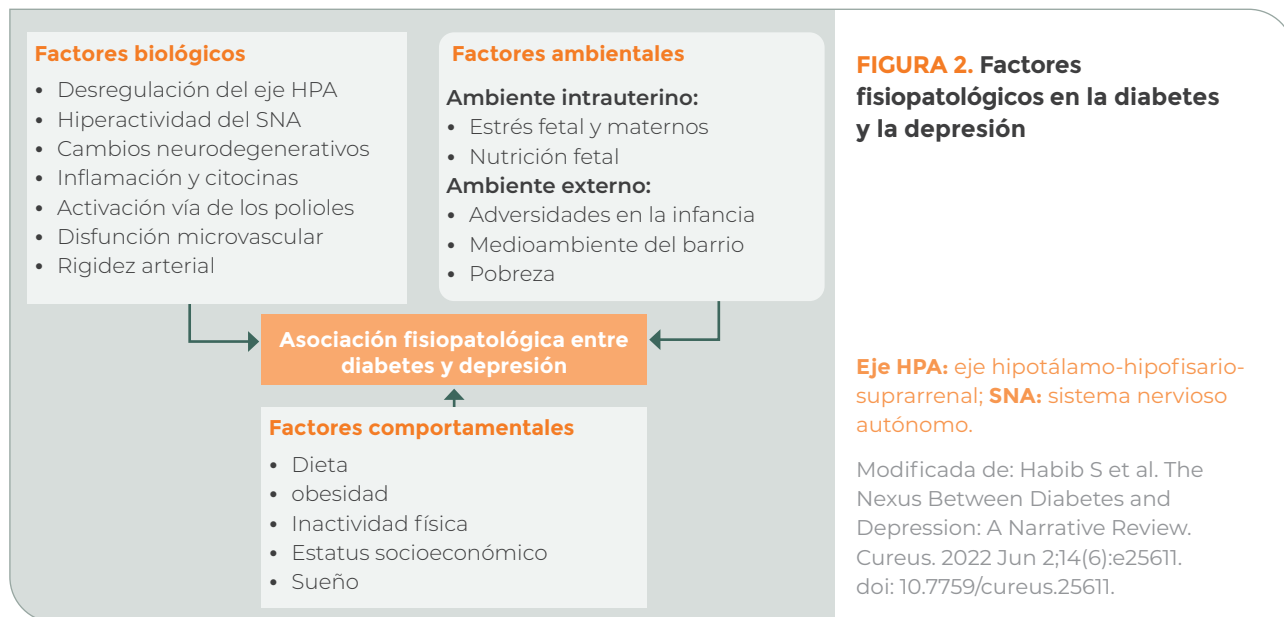 Factores biológicos
• Desregulación del eje HPA
• Hiperactividad del SNA
• Cambios neurodegenerativos
• Inflamación y citocinas
• Activación vía de los polioles
• Disfunción microvascular
• Rigidez arterial
Factores ambientales
Ambiente intrauterino:
• Estrés fetal y maternos
• Nutrición fetal
Ambiente externo:
• Adversidades en la infancia
• Medioambiente del barrio
• Pobreza
Asociación fisiopatológica entre
diabetes y depresión
Factores comportamentales
• Dieta
• obesidad
• Inactividad física
• Estatus socioeconómico
• Sueño
FIGURA 2. Factores
fisiopatológicos en la diabetes
y la depresión
Eje HPA: eje hipotálamo-hipofisario-
suprarrenal; SNA: sistema nervioso
autónomo.
Modificada de: Habib S et al. The
Nexus Between Diabetes and
Depression: A Narrative Review.
Cureus. 2022 Jun 2;14(6):e25611.
doi: 10.7759/cureus.25611.